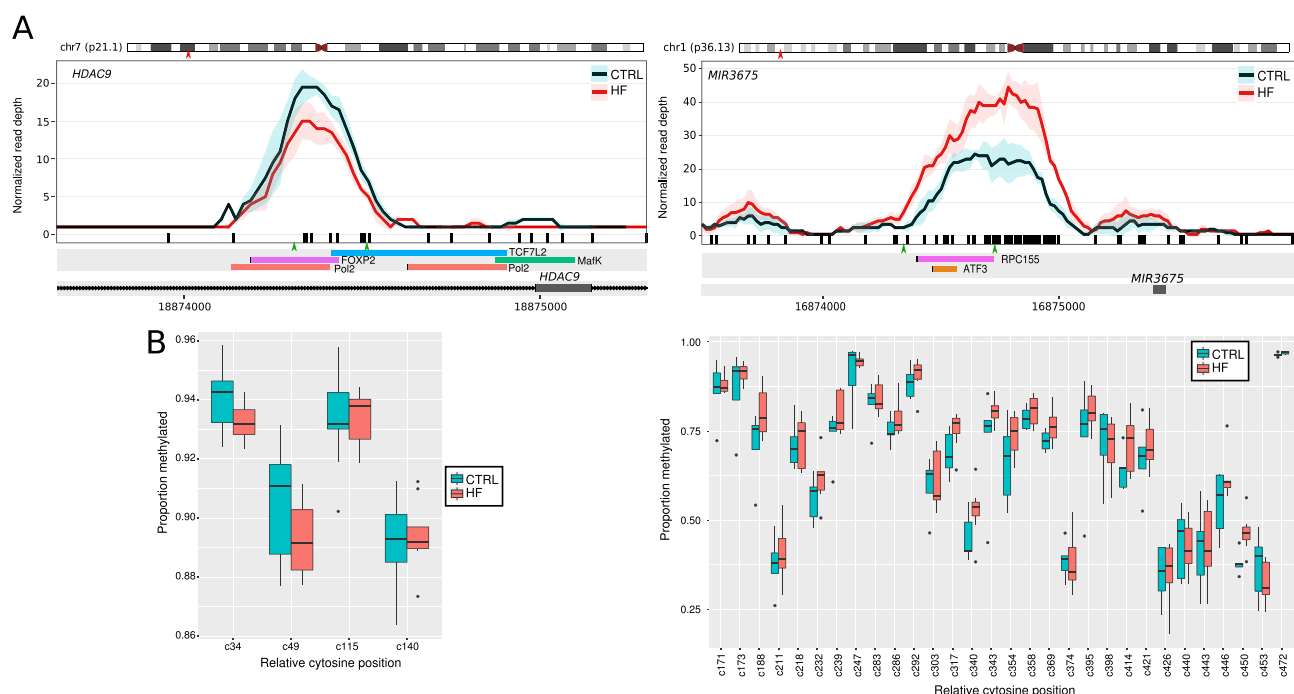 A
chr7 (p21.1)
HDAC9
CTRL
HF
Normalized read depth
20
15
10
5
0
TCF7L2
FOXP2
MafK
Pol2
Pol2
HDAC9
18874000
18875000
chr1 (p36.13)
MIR3675
CTRL
HF
Normalized read depth
50
40
30
20
10
0
RPC155
ATF3
MIR3675
16874000
16875000
B
Proportion methylated
0.96
0.94
0.92
0.90
0.88
0.86
c34
c49
c115
c140
Relative cytosine position
CTRL
HF
Proportion methylated
1.00
0.75
0.50
0.25
CTRL
HF
c171
c173
c188
c211
c218
c232
c239
c247
c283
c286
c292
c303
c317
c340
c343
c354
c358
c369
c374
c395
c398
c414
c421
c426
c440
c443
c446
c450
c453
c472
Relative cytosine position